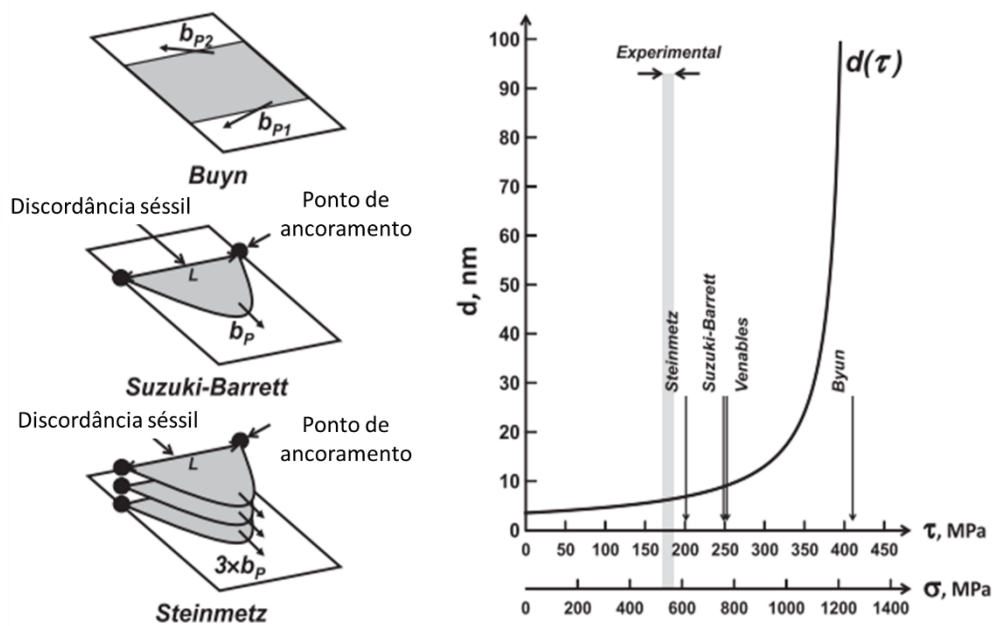 b_P2
b_P1
Buyn
Discordância séssil
Ponto de
ancoramento
L
b_P
Suzuki-Barrett
Discordância séssil
Ponto de
ancoramento
L
3×b_P
Steinmetz
Experimental
d(τ)
d, nm
100
90
80
70
60
50
40
30
20
10
0
Steinmetz
Suzuki-Barrett
Venables
Byun
0 50 100 150 200 250 300 350 400 450 τ, MPa
0 200 400 600 800 1000 1200 1400 σ, MPa